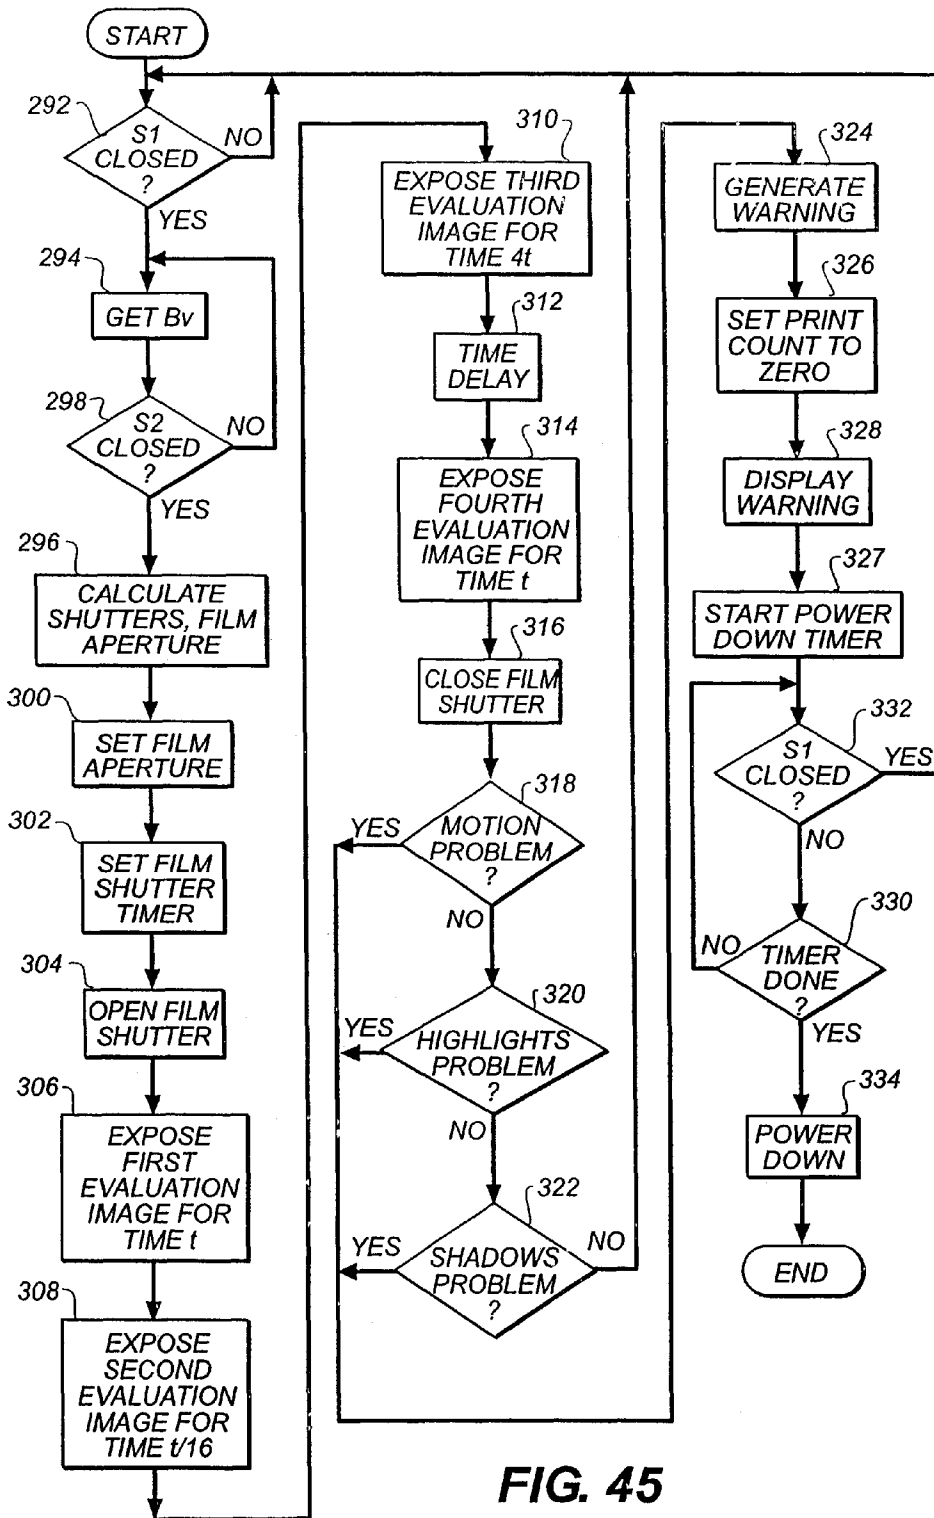 START
292
S1
CLOSED
?
NO
YES
294
GET Bv
298
S2
CLOSED
?
NO
YES
296
CALCULATE
SHUTTERS, FILM
APERTURE
300
SET FILM
APERTURE
302
SET FILM
SHUTTER
TIMER
304
OPEN FILM
SHUTTER
306
EXPOSE
FIRST
EVALUATION
IMAGE FOR
TIME t
308
EXPOSE
SECOND
EVALUATION
IMAGE FOR
TIME t/16
310
EXPOSE THIRD
EVALUATION
IMAGE FOR
TIME 4t
312
TIME
DELAY
314
EXPOSE
FOURTH
EVALUATION
IMAGE FOR
TIME t
316
CLOSE FILM
SHUTTER
318
YES
MOTION
PROBLEM
?
NO
320
YES
HIGHLIGHTS
PROBLEM
?
NO
322
YES
SHADOWS
PROBLEM
?
NO
324
GENERATE
WARNING
326
SET PRINT
COUNT TO
ZERO
328
DISPLAY
WARNING
327
START POWER
DOWN TIMER
332
S1
CLOSED
?
YES
NO
330
NO
TIMER
DONE
?
YES
334
POWER
DOWN
END
FIG. 45